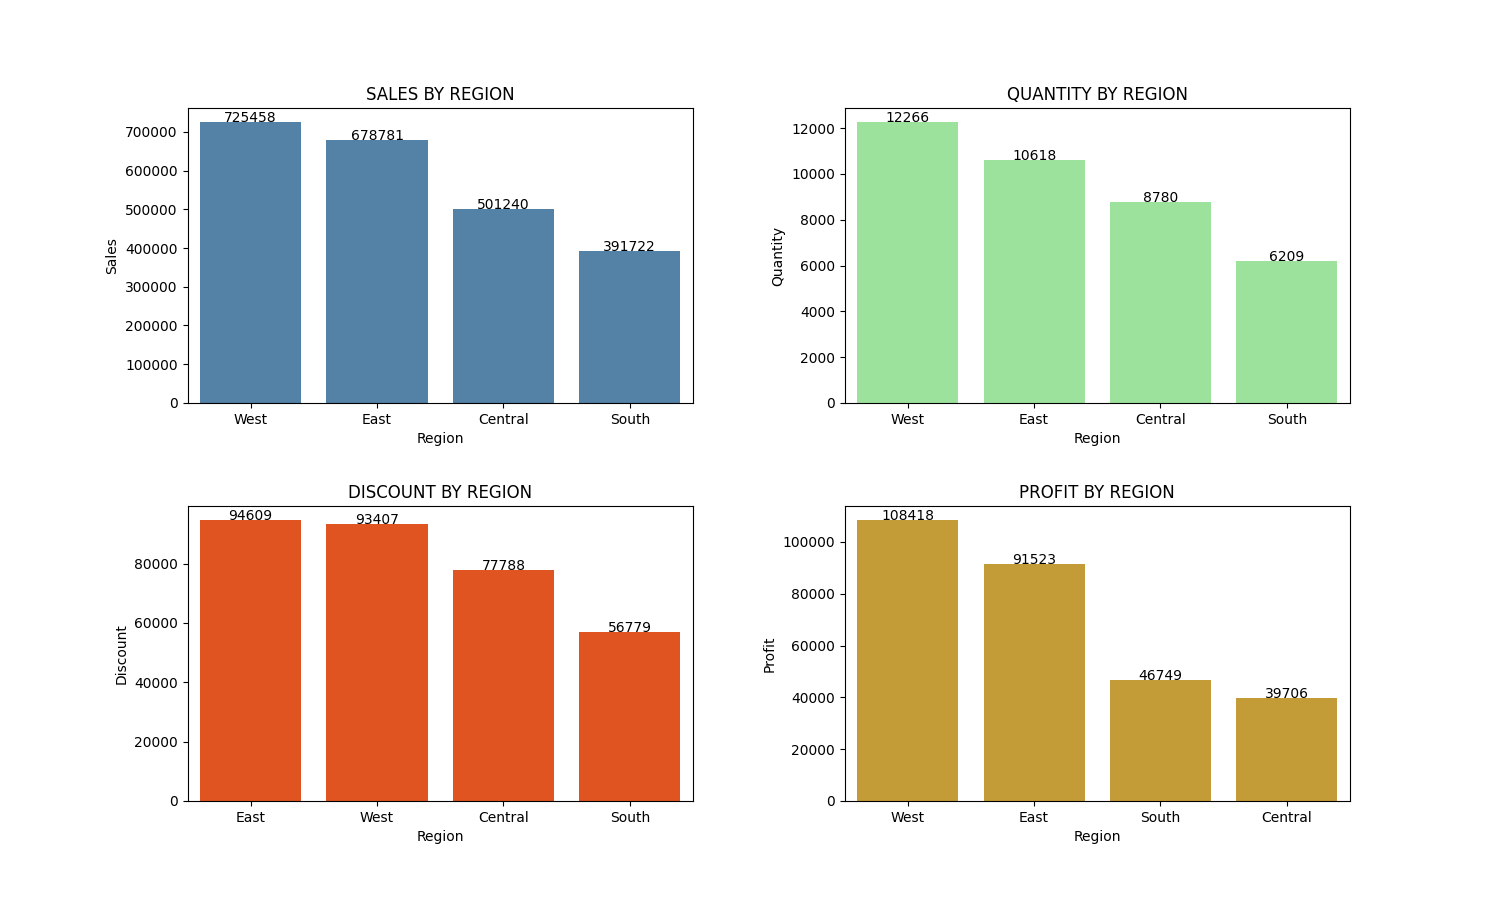 SALES BY REGION
725458
678781
501240
391722
700000
600000
500000
400000
300000
200000
100000
0
Sales
West East Central South
Region
QUANTITY BY REGION
12266
10618
8780
6209
12000
10000
8000
6000
4000
2000
0
Quantity
West East Central South
Region
DISCOUNT BY REGION
94609
93407
77788
56779
80000
60000
40000
20000
0
Discount
East West Central South
Region
PROFIT BY REGION
108418
91523
46749
39706
100000
80000
60000
40000
20000
0
Profit
West East South Central
Region